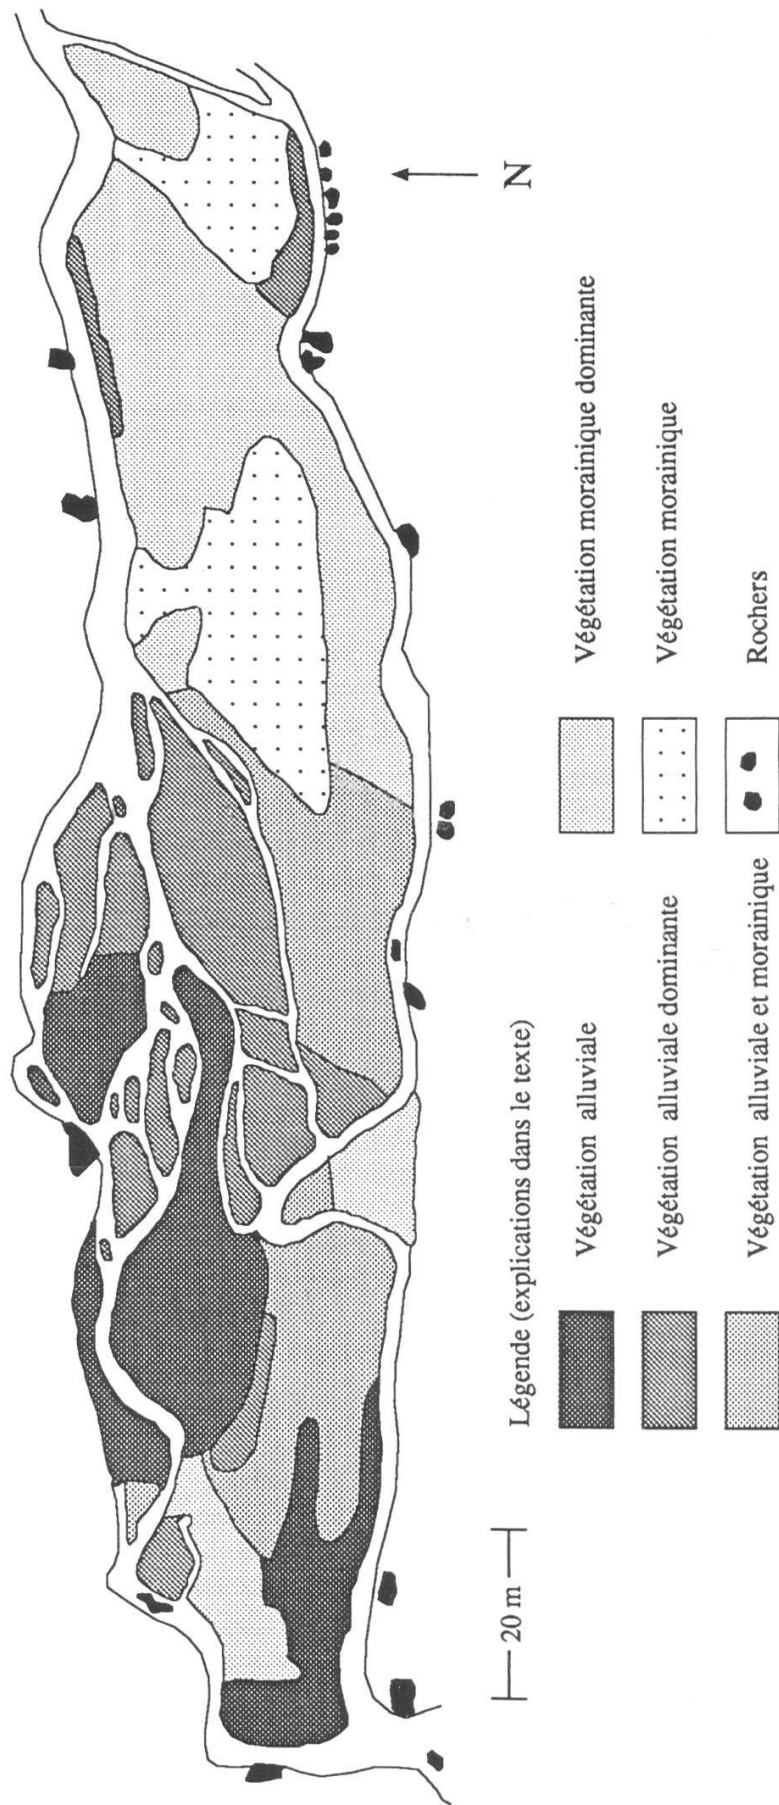 N
20 m
Légende (explications dans le texte)
Végétation alluviale
Végétation alluviale dominante
Végétation alluviale et morainique
Végétation morainique dominante
Végétation morainique
Rochers